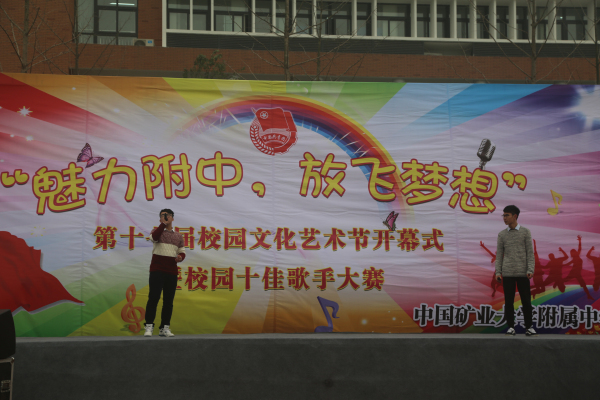 “魅力附中，放飞梦想”
第十 届校园文化艺术节开幕式
校园十佳歌手大赛
中国矿业大学附属中